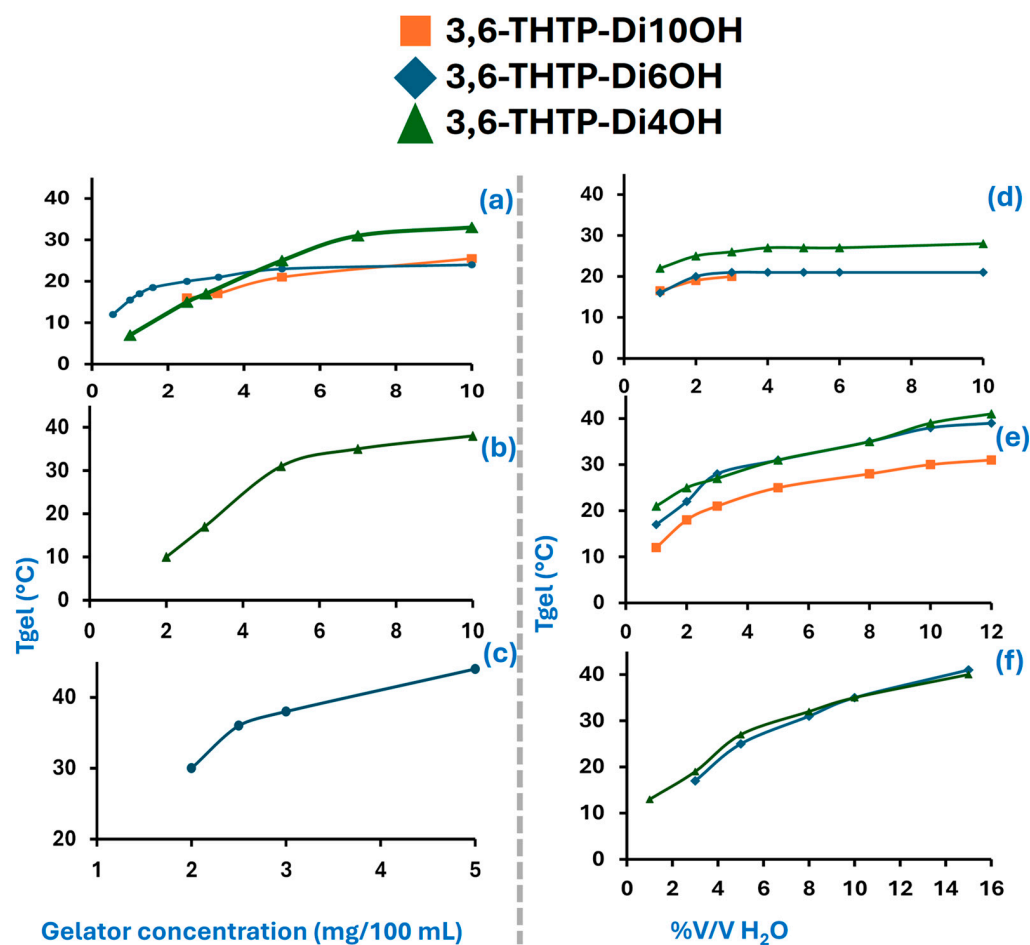 3,6-THTP-Di10OH
3,6-THTP-Di6OH
3,6-THTP-Di4OH
(a)
40
30
20
10
0
0 2 4 6 8 10
(b)
40
30
20
10
0
0 2 4 6 8 10
(c)
40
30
20
1 2 3 4 5
Tgel (°C)
Gelator concentration (mg/100 mL)
(d)
40
30
20
10
0
0 2 4 6 8 10
(e)
40
30
20
10
0
0 2 4 6 8 10 12
(f)
40
30
20
10
0
0 2 4 6 8 10 12 14 16
Tgel (°C)
%V/V H₂O